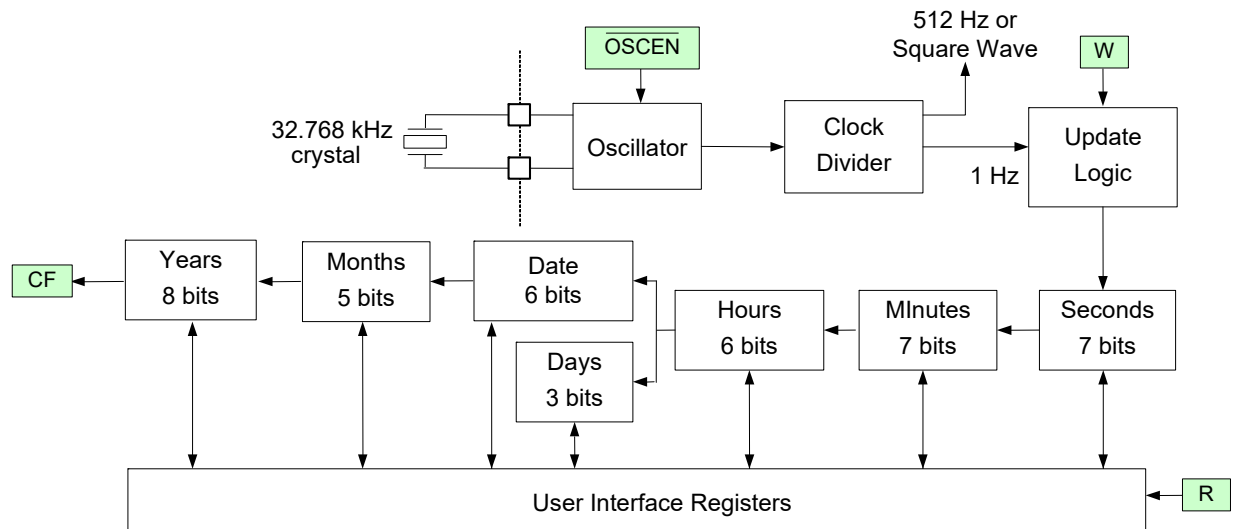 512 Hz or
Square Wave
OSCEN
W
32.768 kHz
crystal
Oscillator
Clock
Divider
1 Hz
Update
Logic
CF
Years
8 bits
Months
5 bits
Date
6 bits
Days
3 bits
Hours
6 bits
MInutes
7 bits
Seconds
7 bits
User Interface Registers
R